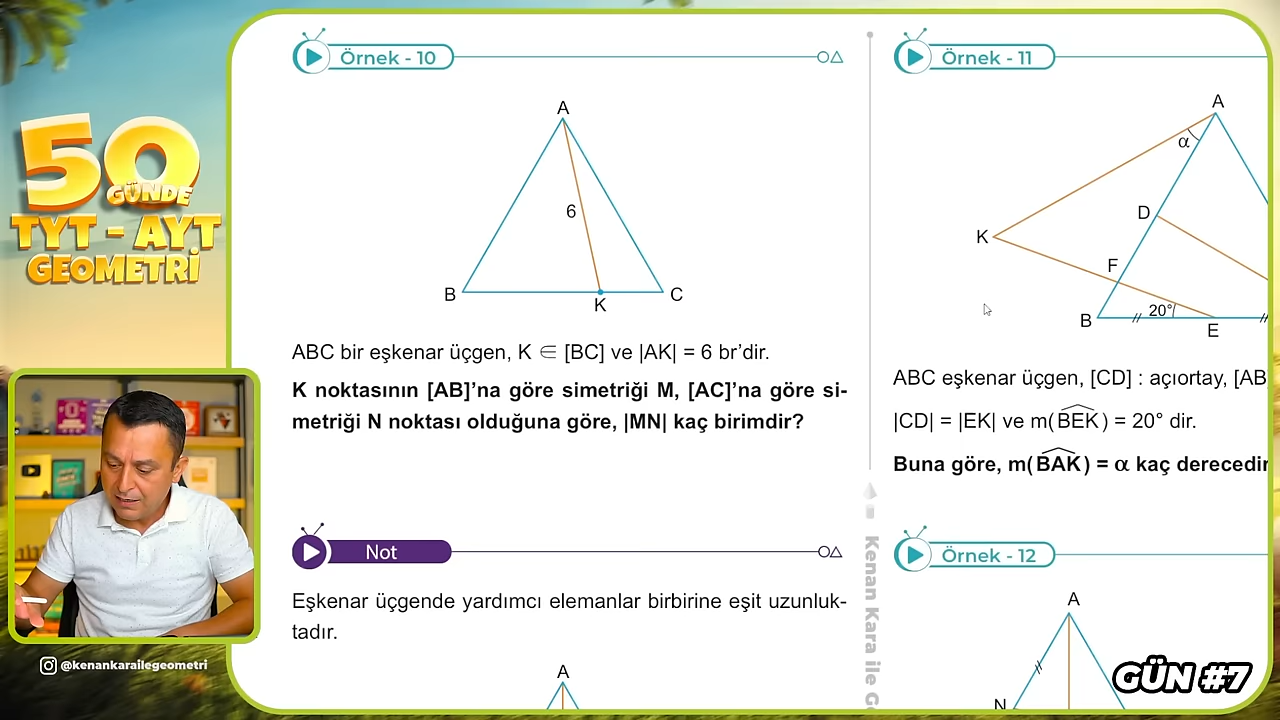 50
GÜNDE
TYT - AYT
GEOMETRİ
@kenankarailegeometri
Örnek - 10
A
6
B
C
K
ABC bir eşkenar üçgen, K ∈ [BC] ve |AK| = 6 br’dir.
K noktasının [AB]’na göre simetriği M, [AC]’na göre si-
metriği N noktası olduğuna göre, |MN| kaç birimdir?
Not
Eşkenar üçgende yardımcı elemanlar birbirine eşit uzunluk-
tadır.
A
Kenan Kara ile Ge
Örnek - 11
A
α
D
K
F
B
20°
E
ABC eşkenar üçgen, [CD] : açıortay, [AB
|CD| = |EK| ve m(BEK) = 20° dir.
Buna göre, m(BAK) = α kaç derecedir
Örnek - 12
A
N
GÜN #7